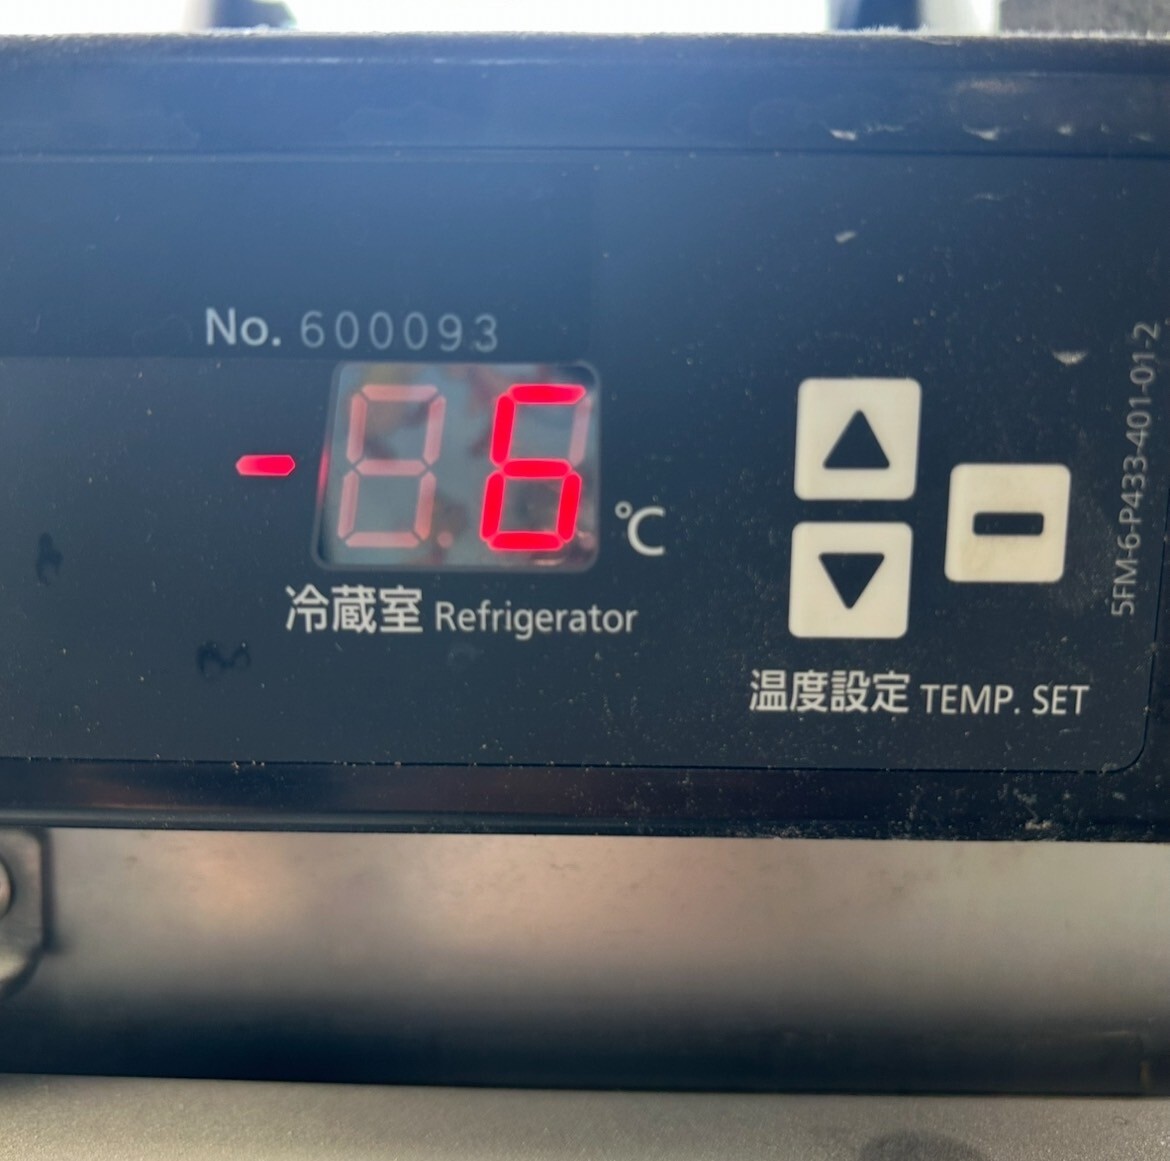 No. 600093
- 6 ℃
冷蔵室 Refrigerator
温度設定 TEMP. SET
5FM-6-P433-401-01-2